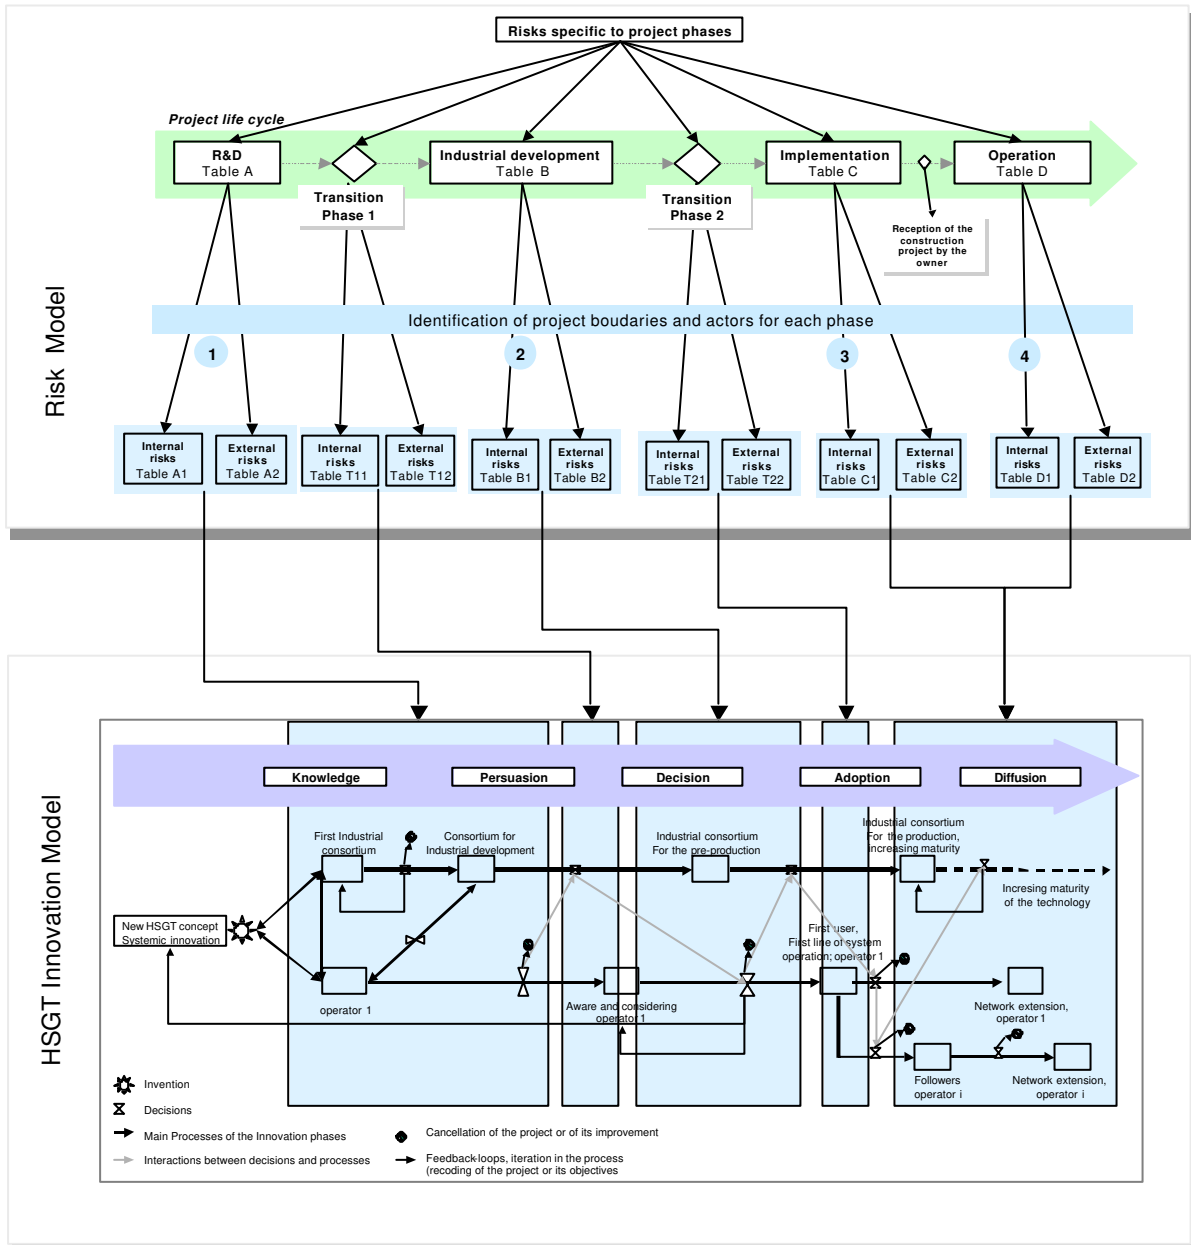 Risks specific to project phases
Project life cycle
R&D
Table A
Industrial development
Table B
Implementation
Table C
Operation
Table D
Transition
Phase 1
Transition
Phase 2
Reception of the
construction
project by the
owner
Risk Model
Identification of project boudaries and actors for each phase
1
2
3
4
Internal
risks
Table A1
External
risks
Table A2
Internal
risks
Table T11
External
risks
Table T12
Internal
risks
Table B1
External
risks
Table B2
Internal
risks
Table T21
External
risks
Table T22
Internal
risks
Table C1
External
risks
Table C2
Internal
risks
Table D1
External
risks
Table D2
HSGT Innovation Model
Knowledge
Persuasion
Decision
Adoption
Diffusion
First Industrial
consortium
Consortium for
Industrial development
Industrial consortium
For the pre-production
Industrial consortium
For the production,
increasing maturity
Incresing maturity
of the technology
New HSGT concept
Systemic innovation
First user,
First line of system
operation; operator 1
operator 1
Aware and considering
operator 1
Network extension,
operator 1
Followers
operator i
Network extension,
operator i
Invention
Decisions
Main Processes of the Innovation phases
Interactions between decisions and processes
Cancellation of the project or of its improvement
Feedback-loops, iteration in the process
(recoding of the project or its objectives